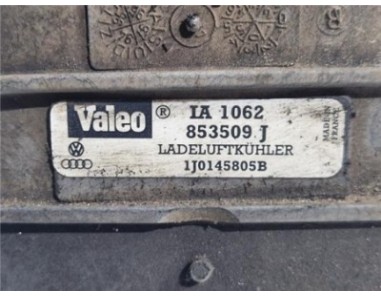 Valeo ® IA 1062
853509 J
LADELUFTKÜHLER
1J0145805B
MADE IN
FRANCE